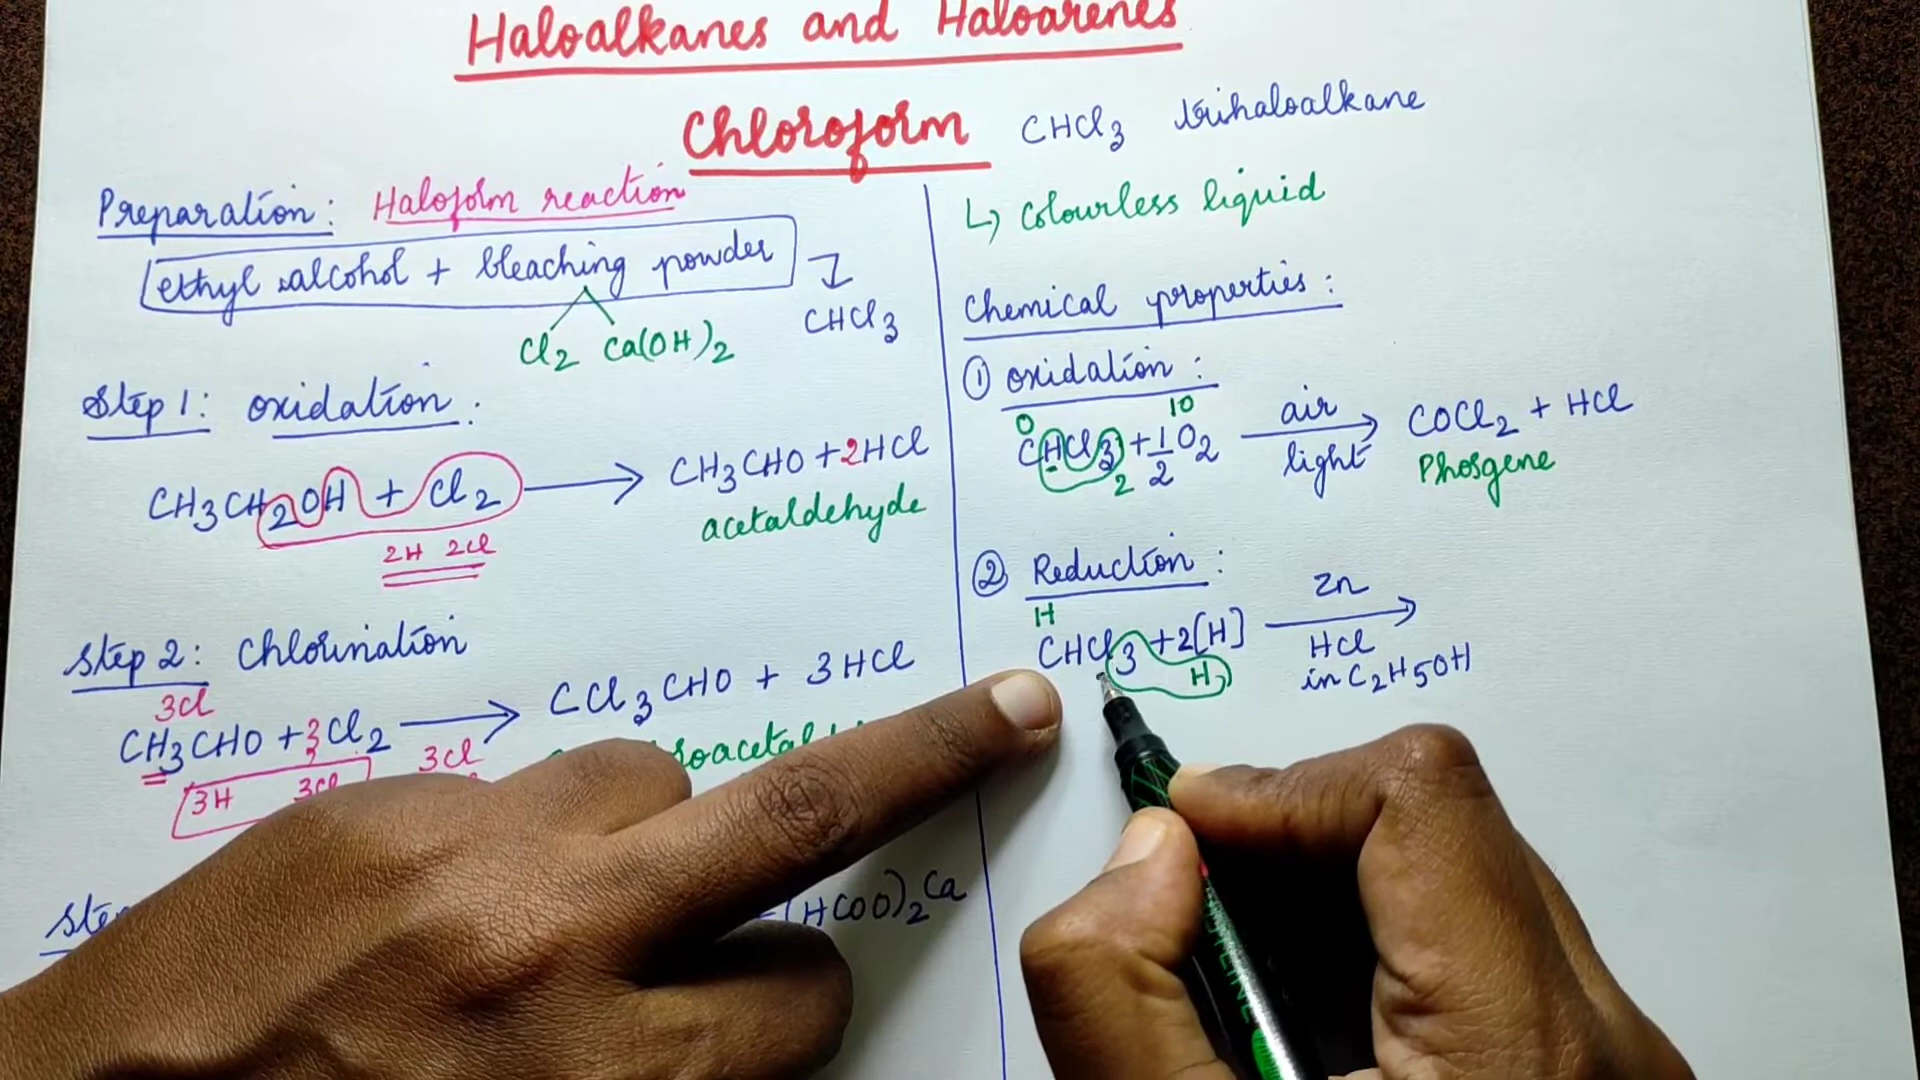 Haloalkanes and Haloarenes
Chloroform CHCl3 trihaloalkane
Preparation: Haloform reaction
ethyl alcohol + bleaching powder
CHCl3
Cl2 Ca(OH)2
Step 1: oxidation.
CH3CH2OH + Cl2 → CH3CHO + 2HCl
acetaldehyde
2H 2Cl
Step 2: Chlorination
3Cl
CH3CHO + 3Cl2 → CCl3CHO + 3HCl
3Cl
3H 3Cl
(HCOO)2Ca
↳ Colourless liquid
Chemical properties:
① Oxidation:
O 10
CHCl3 + 1/2 O2 → COCl2 + HCl
air
light
2
Phosgene
② Reduction:
H
CHCl3 + 2[H] →
Zn
HCl
in C2H5OH
H